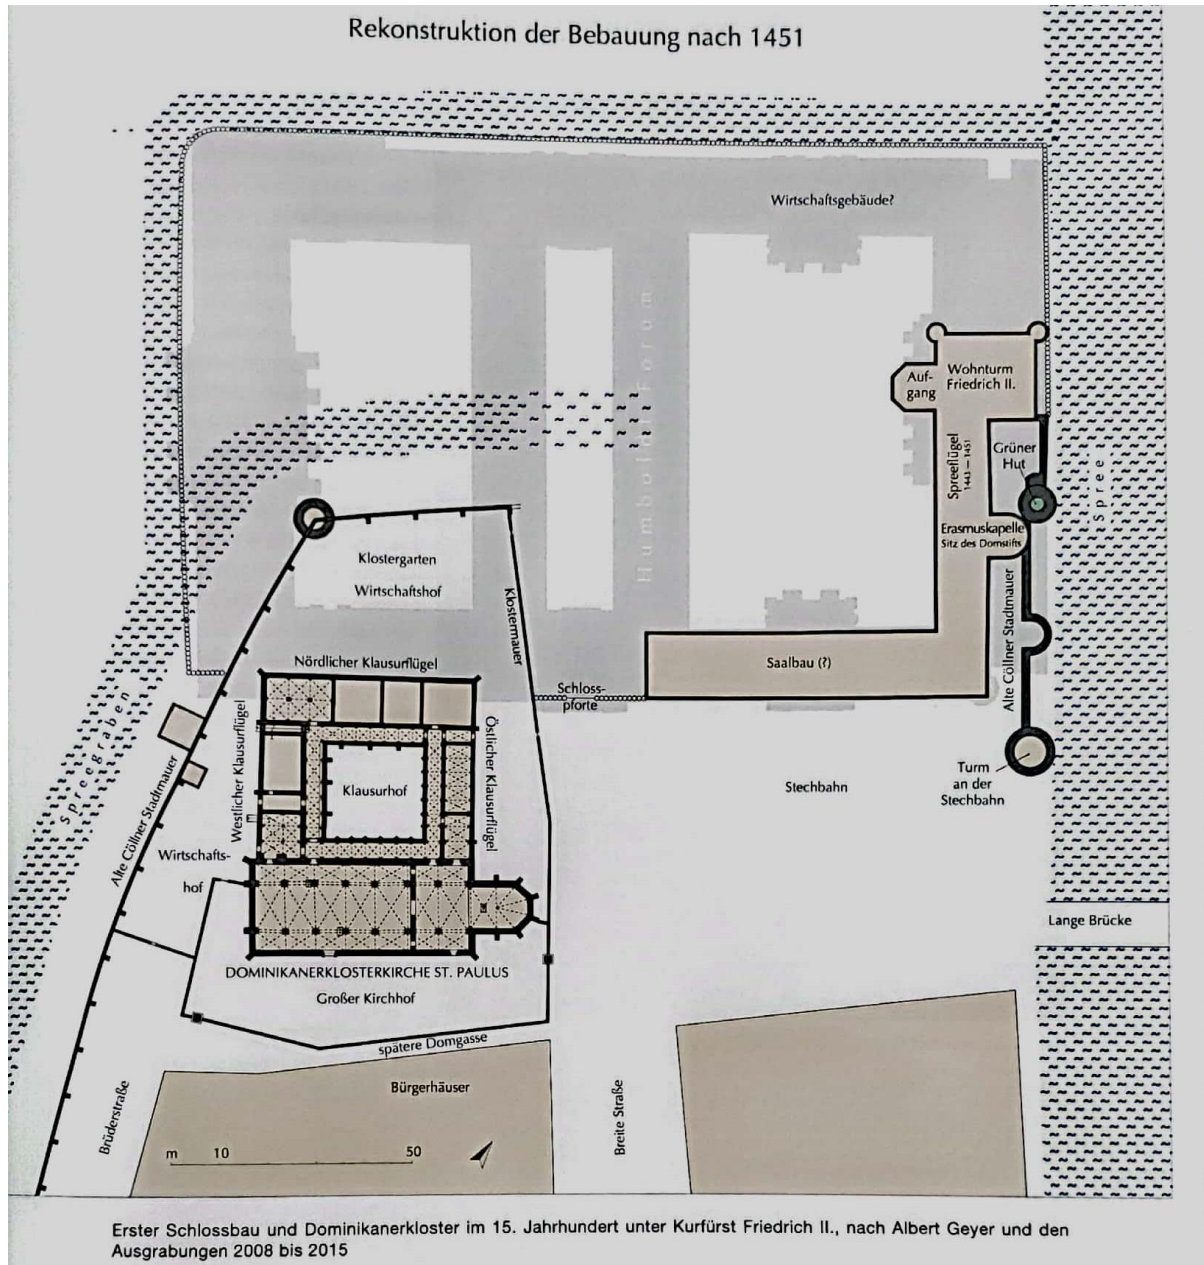 Rekonstruktion der Bebauung nach 1451
Wirtschaftsgebäude?
Humboldt Forum
Auf-
gang
Wohnturm
Friedrich II.
Spreeflügel
1443 – 1451
Grüner
Hut
Spree
Erasmuskapelle
Sitz des Domstifts
Alte Cöllner Stadtmauer
Klostergarten
Wirtschaftshof
Klostermauer
Nördlicher Klausurflügel
Saalbau (?)
Schloss-
pforte
Spreegraben
Westlicher Klausurflügel
Östlicher Klausurflügel
Klausurhof
Stechbahn
Turm
an der
Stechbahn
Alte Cöllner Stadtmauer
Wirtschafts-
hof
Lange Brücke
DOMINIKANERKLOSTERKIRCHE ST. PAULUS
Großer Kirchhof
spätere Domgasse
Bürgerhäuser
Brüderstraße
Breite Straße
m 10 50
Erster Schlossbau und Dominikanerkloster im 15. Jahrhundert unter Kurfürst Friedrich II., nach Albert Geyer und den
Ausgrabungen 2008 bis 2015